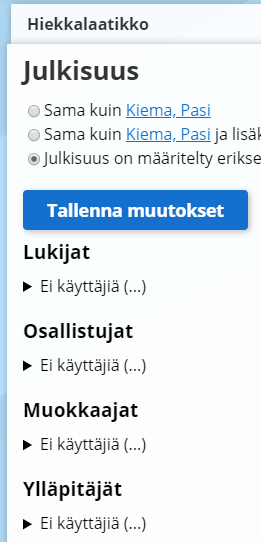 Hiekkalaatikko
Julkisuus
Sama kuin Kiema, Pasi
Sama kuin Kiema, Pasi ja lisäk
Julkisuus on määritelty erikse
Tallenna muutokset
Lukijat
Ei käyttäjiä (...)
Osallistujat
Ei käyttäjiä (...)
Muokkaajat
Ei käyttäjiä (...)
Ylläpitäjät
Ei käyttäjiä (...)